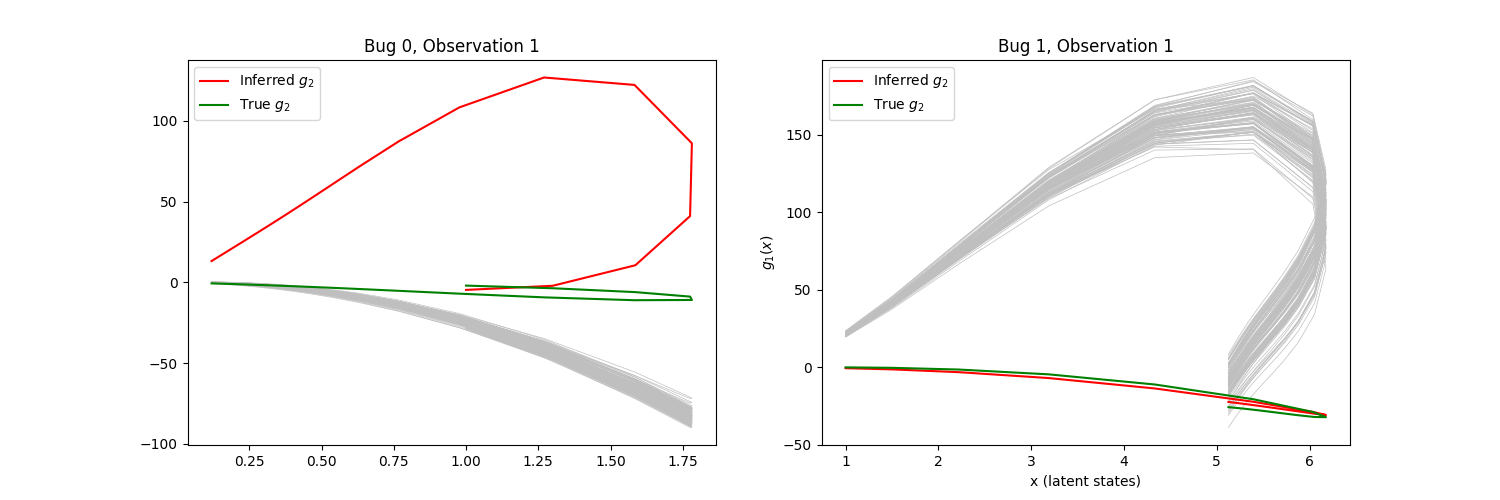 Bug 0, Observation 1
Inferred g₂
True g₂
100
50
0
−50
−100
0.25 0.50 0.75 1.00 1.25 1.50 1.75
Bug 1, Observation 1
Inferred g₂
True g₂
g₁(x)
150
100
50
0
−50
1 2 3 4 5 6
x (latent states)